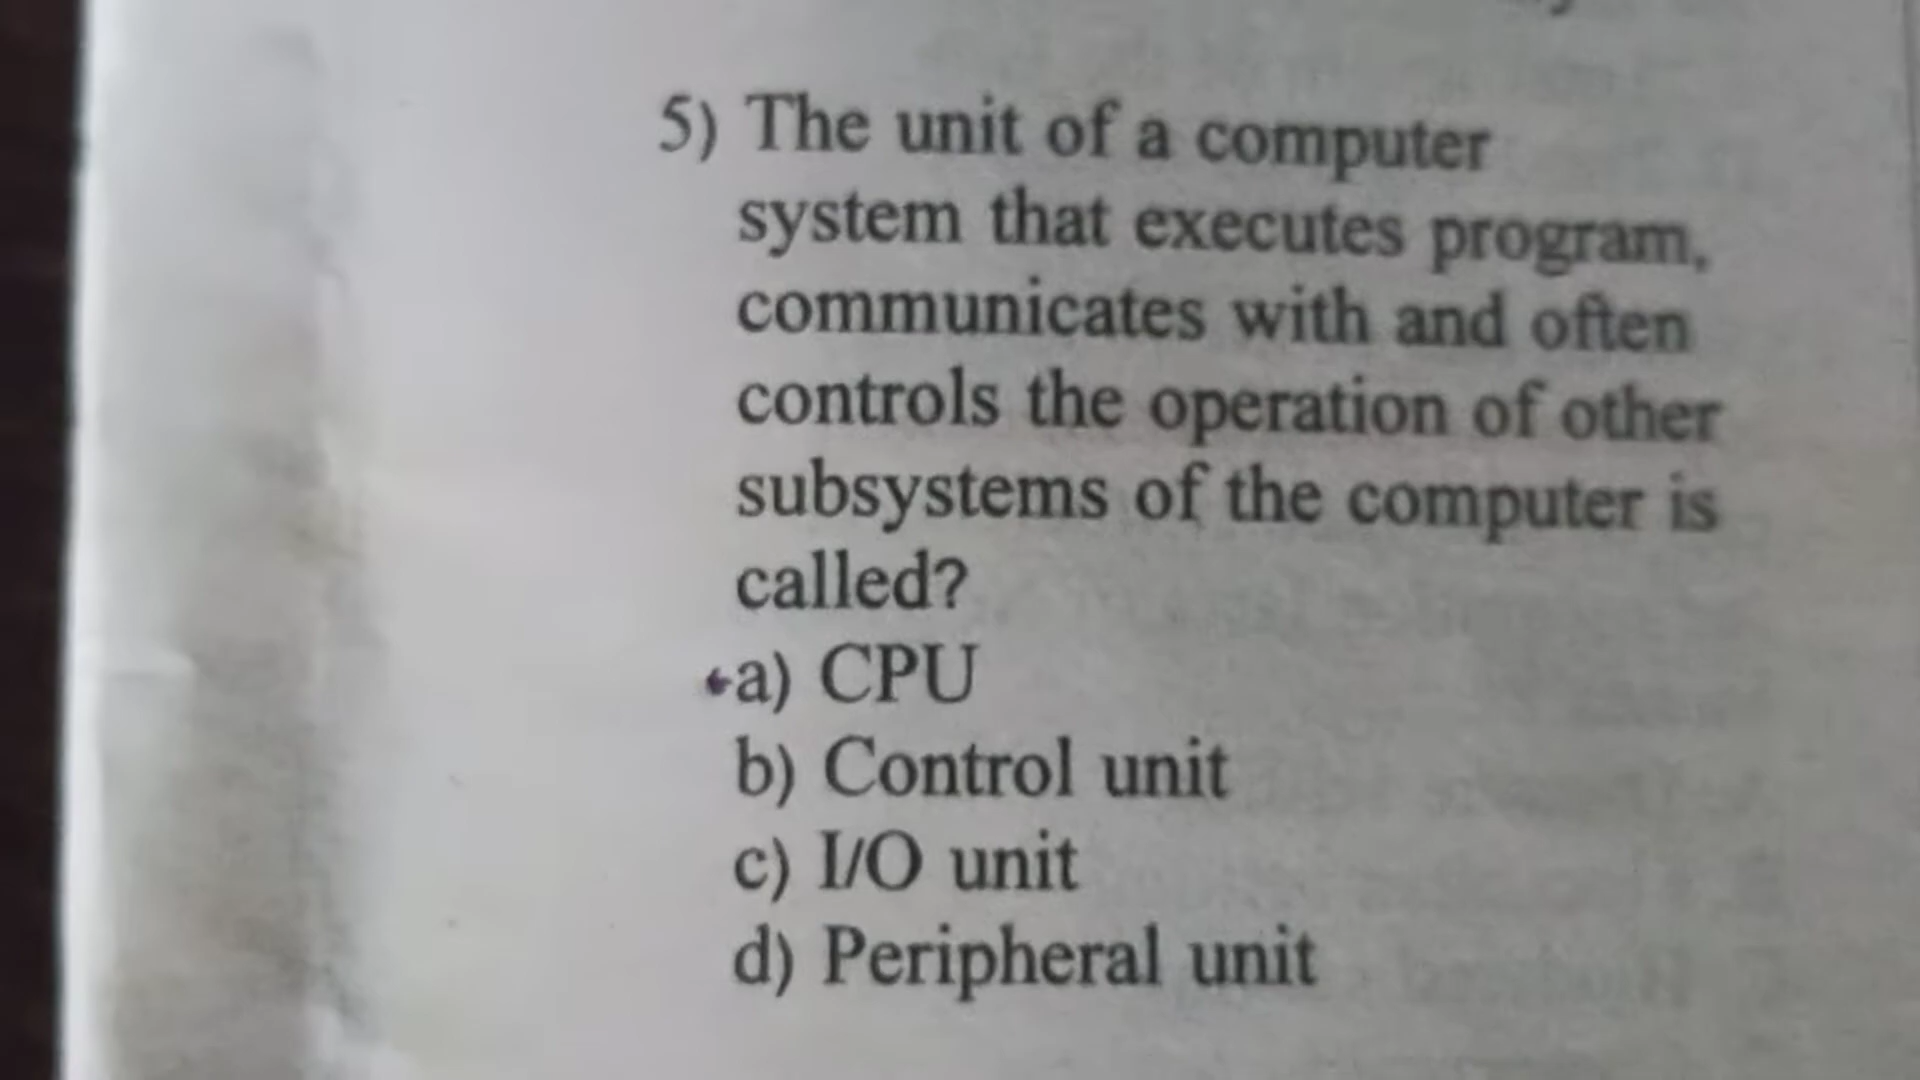 5) The unit of a computer
system that executes program,
communicates with and often
controls the operation of other
subsystems of the computer is
called?
a) CPU
b) Control unit
c) I/O unit
d) Peripheral unit